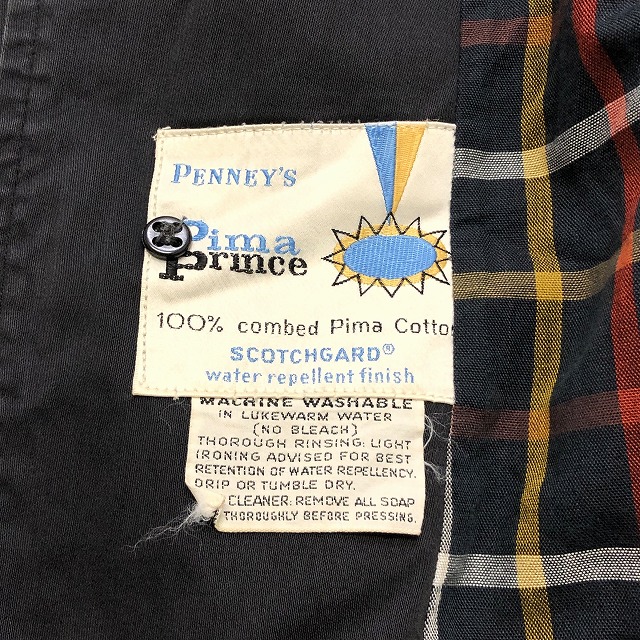 PENNEY'S
Pima
Prince
100% combed Pima Cotto
SCOTCHGARD®
water repellent finish
MACHINE WASHABLE
IN LUKEWARM WATER
(NO BLEACH)
THOROUGH RINSING: LIGHT
IRONING ADVISED FOR BEST
RETENTION OF WATER REPELLENCY.
DRIP OR TUMBLE DRY.
CLEANER: REMOVE ALL SOAP
THOROUGHLY BEFORE PRESSING.